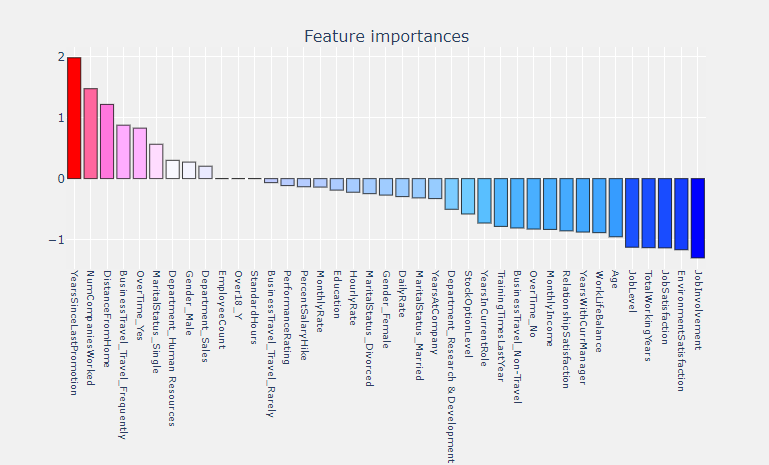 Feature importances
2
1
0
−1
YearsSinceLastPromotion
NumCompaniesWorked
DistanceFromHome
BusinessTravel_Travel_Frequently
OverTime_Yes
MaritalStatus_Single
Department_Human Resources
Gender_Male
Department_Sales
EmployeeCount
Over18_Y
StandardHours
BusinessTravel_Travel_Rarely
PerformanceRating
PercentSalaryHike
MonthlyRate
Education
HourlyRate
MaritalStatus_Divorced
Gender_Female
DailyRate
MaritalStatus_Married
YearsAtCompany
Department_Research & Development
StockOptionLevel
YearsInCurrentRole
TrainingTimesLastYear
BusinessTravel_Non-Travel
OverTime_No
MonthlyIncome
RelationshipSatisfaction
YearsWithCurrManager
WorkLifeBalance
Age
JobLevel
TotalWorkingYears
JobSatisfaction
EnvironmentSatisfaction
JobInvolvement